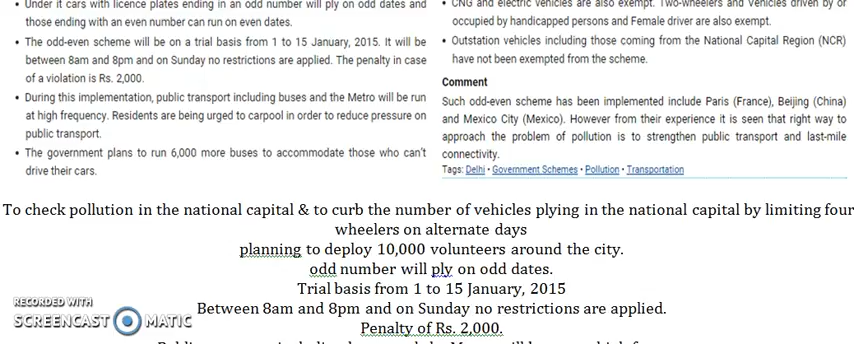 Under it cars with licence plates ending in an odd number will ply on odd dates and
those ending with an even number can run on even dates.
• The odd-even scheme will be on a trial basis from 1 to 15 January, 2015. It will be
between 8am and 8pm and on Sunday no restrictions are applied. The penalty in case
of a violation is Rs. 2,000.
• During this implementation, public transport including buses and the Metro will be run
at high frequency. Residents are being urged to carpool in order to reduce pressure on
public transport.
• The government plans to run 6,000 more buses to accommodate those who can't
drive their cars.
• CNG and electric vehicles are also exempt. Two-wheelers and vehicles driven by or
occupied by handicapped persons and Female driver are also exempt.
• Outstation vehicles including those coming from the National Capital Region (NCR)
have not been exempted from the scheme.
Comment
Such odd-even scheme has been implemented include Paris (France), Beijing (China)
and Mexico City (Mexico). However from their experience it is seen that right way to
approach the problem of pollution is to strengthen public transport and last-mile
connectivity.
Tags: Delhi • Government Schemes • Pollution • Transportation
To check pollution in the national capital & to curb the number of vehicles plying in the national capital by limiting four
wheelers on alternate days
planning to deploy 10,000 volunteers around the city.
odd number will ply on odd dates.
Trial basis from 1 to 15 January, 2015
Between 8am and 8pm and on Sunday no restrictions are applied.
Penalty of Rs. 2,000.
RECORDED WITH
SCREENCAST MATIC